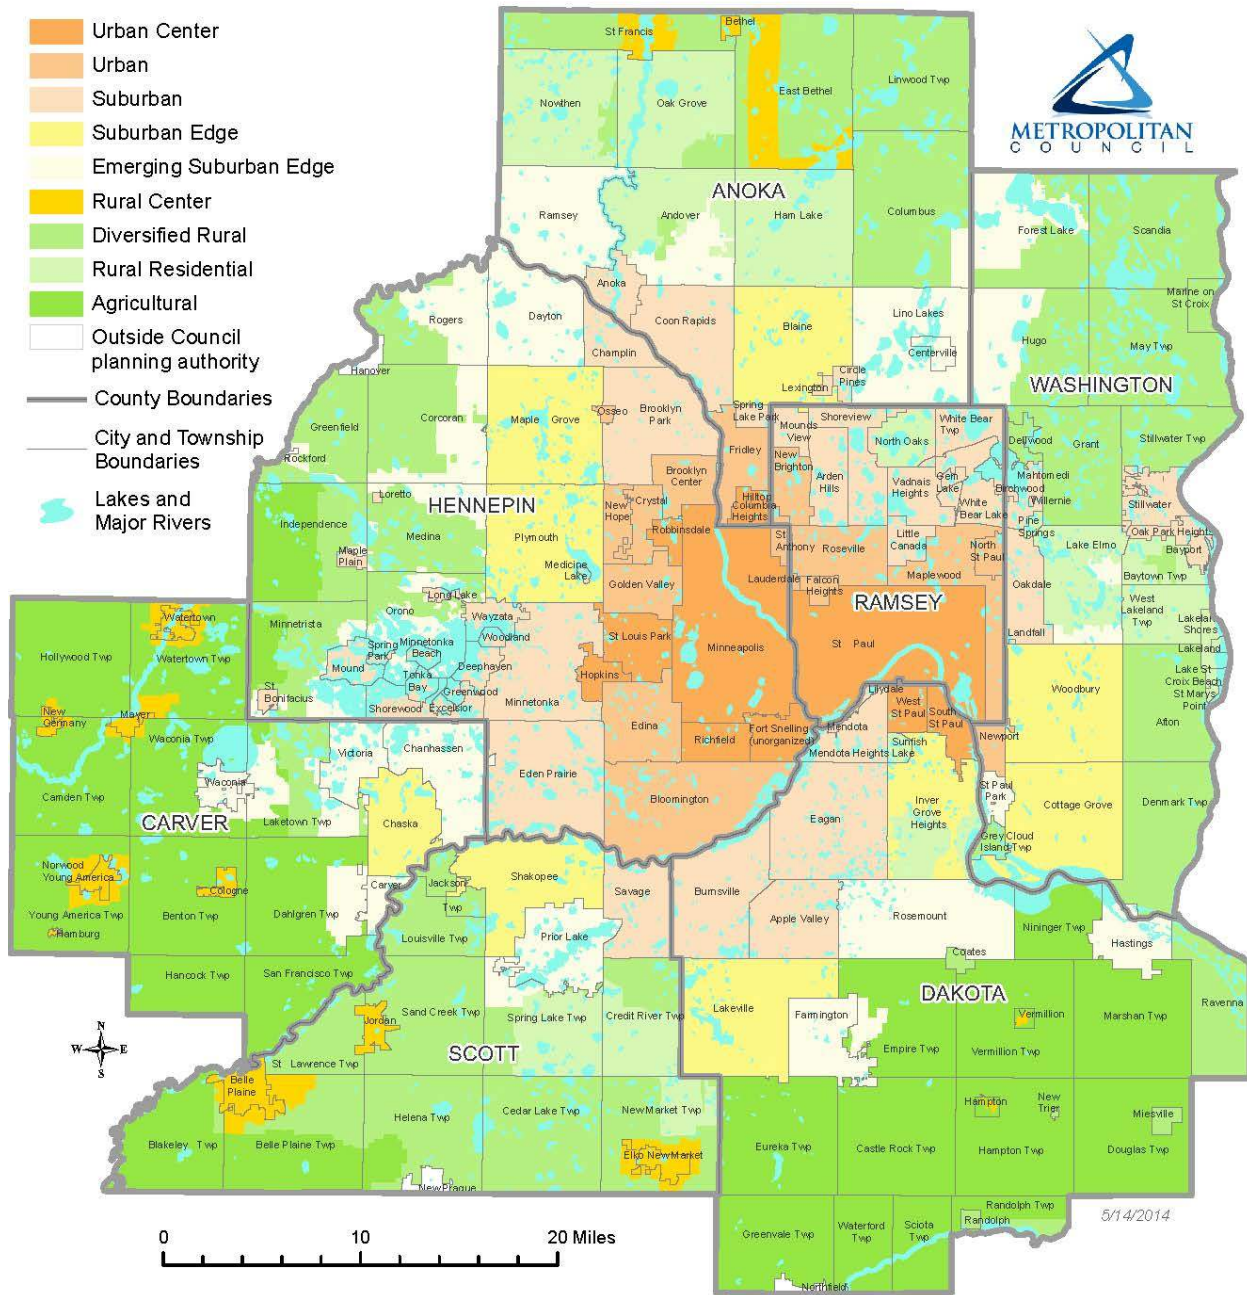 Urban Center
Urban
Suburban
Suburban Edge
Emerging Suburban Edge
Rural Center
Diversified Rural
Rural Residential
Agricultural
Outside Council
planning authority
County Boundaries
City and Township
Boundaries
Lakes and
Major Rivers
METROPOLITAN
COUNCIL
St Francis
Bethel
Nowthen
Oak Grove
East Bethel
Linwood Twp
ANOKA
Ramsey
Andover
Ham Lake
Columbus
Forest Lake
Scandia
Anoka
Marine on
St Croix
Rogers
Dayton
Coon Rapids
Blaine
Lino Lakes
Centerville
Hugo
May Twp
Champlin
Hanover
Lexington
Circle
Pines
WASHINGTON
Greenfield
Corcoran
Maple Grove
Osseo
Brooklyn
Park
Spring
Lake Park
Mounds
View
Shoreview
North Oaks
White Bear
Twp
Dellwood
Grant
Stillwater Twp
Rockford
Fridley
New
Brighton
Arden
Hills
Vadnais
Heights
Gem
Lake
White
Bear Lake
Mahtomedi
Birchwood
Willernie
Stillwater
Loretto
HENNEPIN
Brooklyn
Center
Crystal
New
Hope
Robbinsdale
Hilltop
Columbia
Heights
Independence
Medina
Plymouth
Medicine
Lake
Maple
Plain
St
Anthony
Roseville
Little
Canada
North
St Paul
Pine
Springs
Lake Elmo
Oak Park Heights
Bayport
Baytown Twp
Golden Valley
Lauderdale
Falcon
Heights
Maplewood
Oakdale
West
Lakeland
Twp
RAMSEY
Long Lake
Orono
Wayzata
Woodland
Minnetrista
Minnetonka
Beach
Spring
Park
Mound
Tonka
Bay
Deephaven
Greenwood
Shorewood
Excelsior
Minnetonka
St Louis Park
Hopkins
Minneapolis
St Paul
Landfall
Lakeland
Shores
Lakeland
Lake St
Croix Beach
St Marys
Point
Afton
Woodbury
Watertown
Hollywood Twp
Watertown Twp
St
Bonifacius
New
Germany
Mayer
Waconia Twp
Victoria
Chanhassen
Eden Prairie
Edina
Richfield
Fort Snelling
(unorganized)
Lilydale
West
St Paul
South
St Paul
Mendota
Mendota Heights
Sunfish
Lake
Newport
St Paul
Park
Camden Twp
Waconia
CARVER
Laketown Twp
Chaska
Bloomington
Eagan
Inver
Grove
Heights
Cottage Grove
Denmark Twp
Grey Cloud
Island Twp
Norwood
Young America
Cologne
Carver
Jackson
Twp
Shakopee
Savage
Burnsville
Apple Valley
Rosemount
Young America Twp
Benton Twp
Dahlgren Twp
Hamburg
Louisville Twp
Prior Lake
Coates
Nininger Twp
Hastings
Hancock Twp
San Francisco Twp
DAKOTA
Ravenna
Jordan
Sand Creek Twp
Spring Lake Twp
Credit River Twp
Lakeville
Farmington
Empire Twp
Vermillion
Vermillion Twp
Marshan Twp
SCOTT
N
W
E
S
St Lawrence Twp
Belle
Plaine
Blakeley Twp
Belle Plaine Twp
Helena Twp
Cedar Lake Twp
New Market Twp
Elko New Market
New Prague
Eureka Twp
Castle Rock Twp
Hampton
Hampton Twp
New
Trier
Miesville
Douglas Twp
Randolph Twp
Randolph
Greenvale Twp
Waterford
Twp
Sciota
Twp
Northfield
5/14/2014
0
10
20 Miles